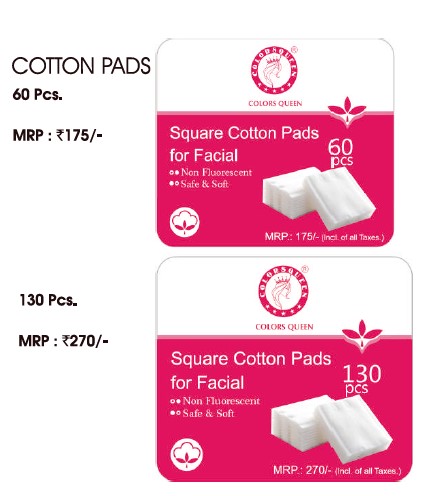 COTTON PADS
60 Pcs.
MRP : ₹175/-
COLORSQUEEN
®
COLORS QUEEN
Square Cotton Pads
for Facial
60
pcs
Non Fluorescent
Safe & Soft
MRP.: 175/- (Incl. of all Taxes.)
130 Pcs.
MRP : ₹270/-
COLORSQUEEN
®
COLORS QUEEN
Square Cotton Pads
for Facial
130
pcs
Non Fluorescent
Safe & Soft
MRP.: 270/- (Incl. of all Taxes.)